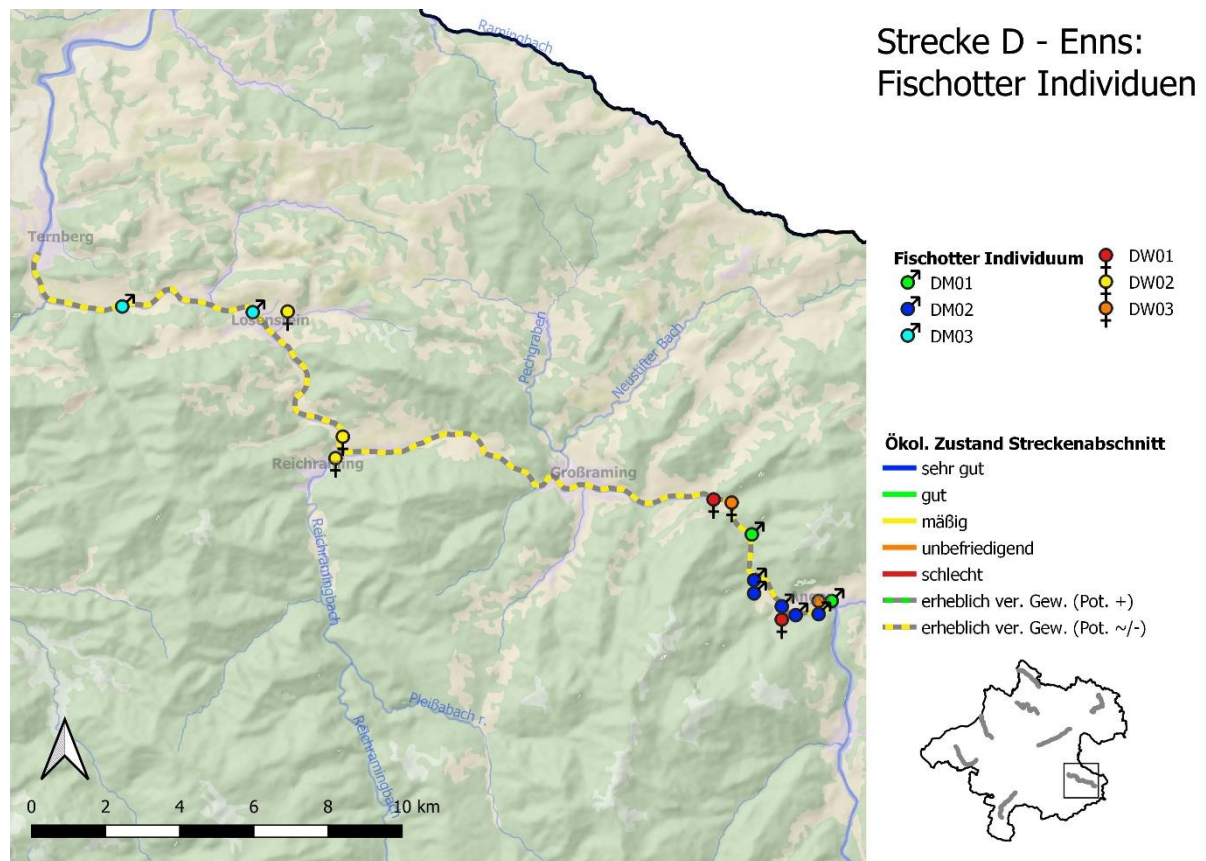 Strecke D - Enns:
Fischotter Individuen
Ramingbach
Ternberg
Losenstein
Pechgraben
Neustifter Bach
Reichraming
Großraming
Reichramingbach
Pleißabach r.
Reichramingbach
0 2 4 6 8 10 km
Fischotter Individuum
DM01
DM02
DM03
DW01
DW02
DW03
Ökol. Zustand Streckenabschnitt
sehr gut
gut
mäßig
unbefriedigend
schlecht
erheblich ver. Gew. (Pot. +)
erheblich ver. Gew. (Pot. ~/-)